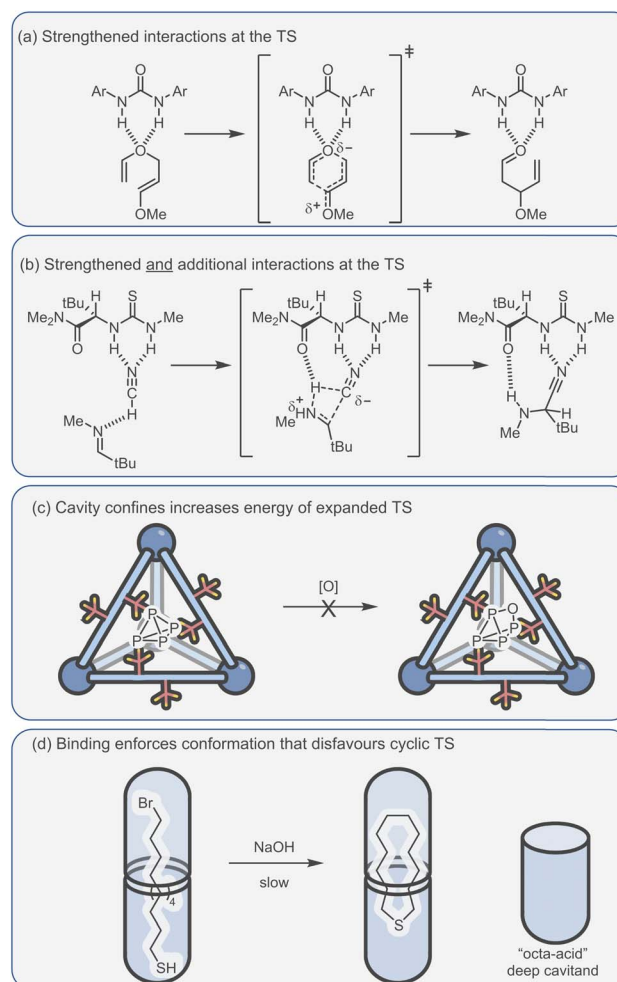 (a) Strengthened interactions at the TS
O
Ar N N Ar
H H
O
OMe
O
Ar N N Ar
H H
O δ−
δ+
OMe
‡
O
Ar N N Ar
H H
O
OMe
(b) Strengthened and additional interactions at the TS
tBu H S
Me2N N N Me
O H H
N
C
H
Me N
tBu
‡
tBu H S
Me2N N N Me
O H H
N
H C
δ+ δ−
MeHN
tBu
tBu H S
Me2N N N Me
O H H
N
H
N H
Me tBu
(c) Cavity confines increases energy of expanded TS
P
P P
P
[O]
X
P O
P P
P
(d) Binding enforces conformation that disfavours cyclic TS
Br
4
SH
NaOH
slow
S
“octa-acid”
deep cavitand